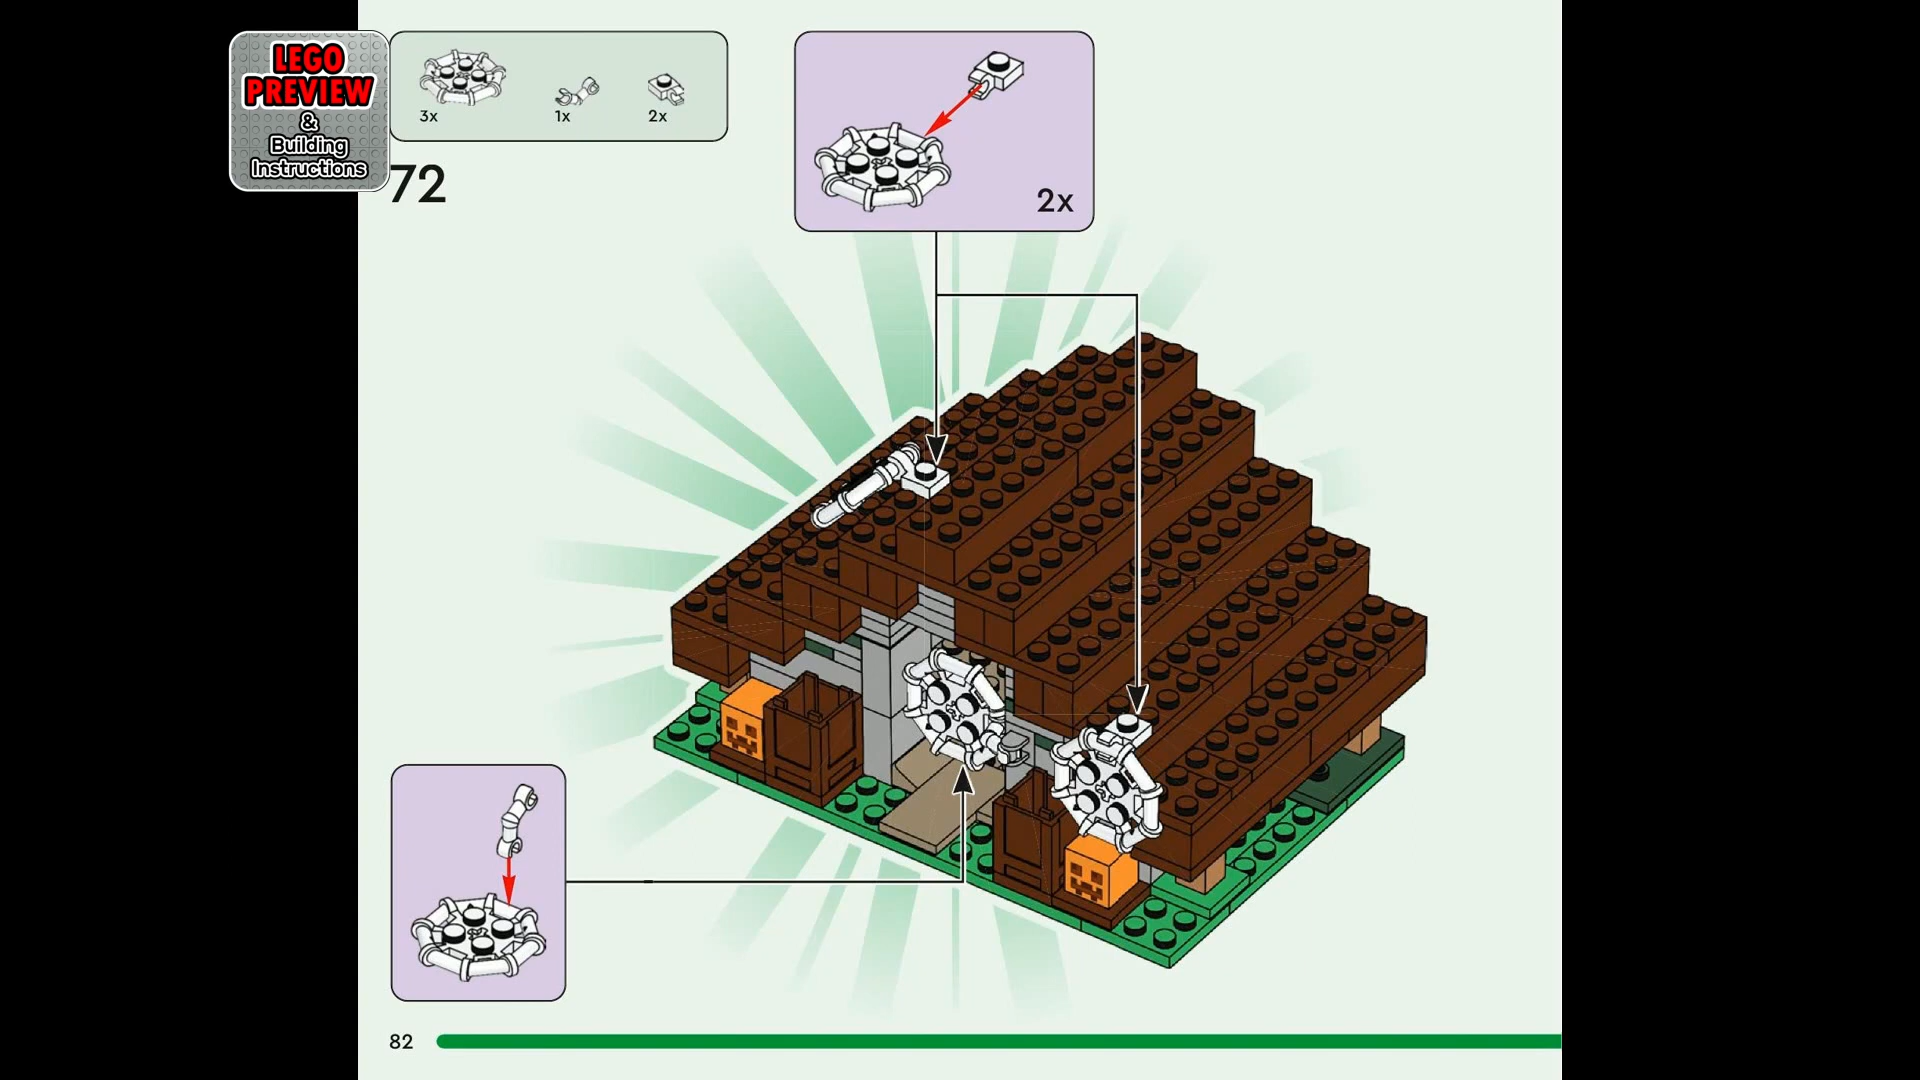 LEGO
PREVIEW
&
Building
Instructions
3x
1x
2x
72
2x
82